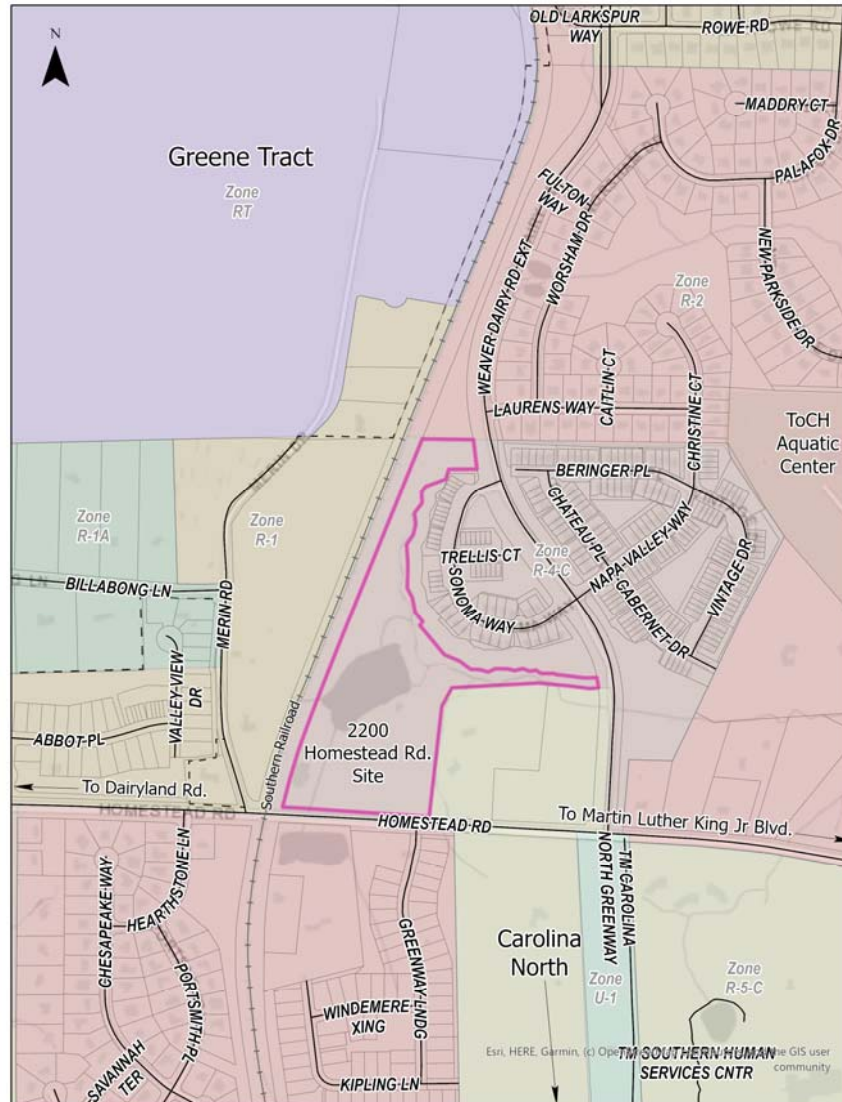 N
OLD LARKSPUR
WAY
ROWE RD
MADDRY CT
PALAFOX DR
Greene Tract
Zone
RT
FULTON
WAY
WORSHAM DR
WEAVER DAIRY RD EXT
NEW PARKSIDE DR
Zone
R-2
CAITLIN CT
CHRISTINE CT
LAURENS WAY
ToCH
Aquatic
Center
BERINGER PL
MERIN RD
Zone
R-1A
Zone
R-1
CHATEAU PL
TRELLIS CT
Zone
R-4-C
NAPA VALLEY WAY
VINTAGE DR
SONOMA WAY
CABERNET DR
BILLABONG LN
MERIN RD
VALLEY VIEW
DR
ABBOT PL
Southern Railroad
2200
Homestead Rd.
Site
To Dairyland Rd.
HOMESTEAD RD
HOMESTEAD RD
To Martin Luther King Jr Blvd.
CHESAPEAKE WAY
HEARTHSTONE LN
PORTSMITH PL
SAVANNAH
TER
GREENWAY LNDG
WINDEMERE
XING
KIPLING LN
Carolina
North
Zone
U-1
TM CAROLINA
NORTH GREENWAY
Zone
R-5-C
TM SOUTHERN HUMAN
SERVICES CNTR
Esri, HERE, Garmin, (c) the GIS user
community